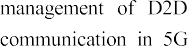 management of D2D
communication in 5G